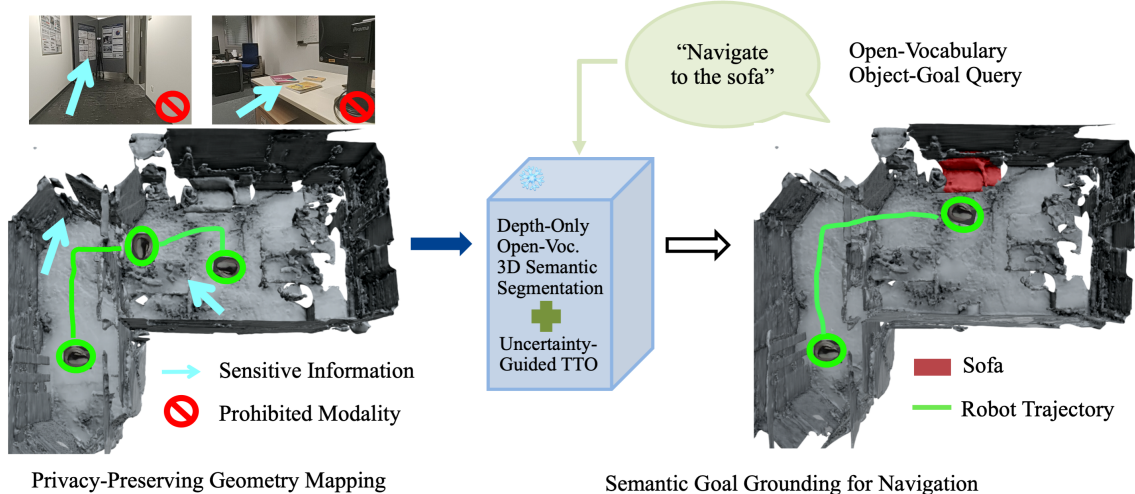 "Navigate
to the sofa"
Open-Vocabulary
Object-Goal Query
Depth-Only
Open-Voc.
3D Semantic
Segmentation
Uncertainty-
Guided TTO
Sensitive Information
Prohibited Modality
Sofa
Robot Trajectory
Privacy-Preserving Geometry Mapping
Semantic Goal Grounding for Navigation